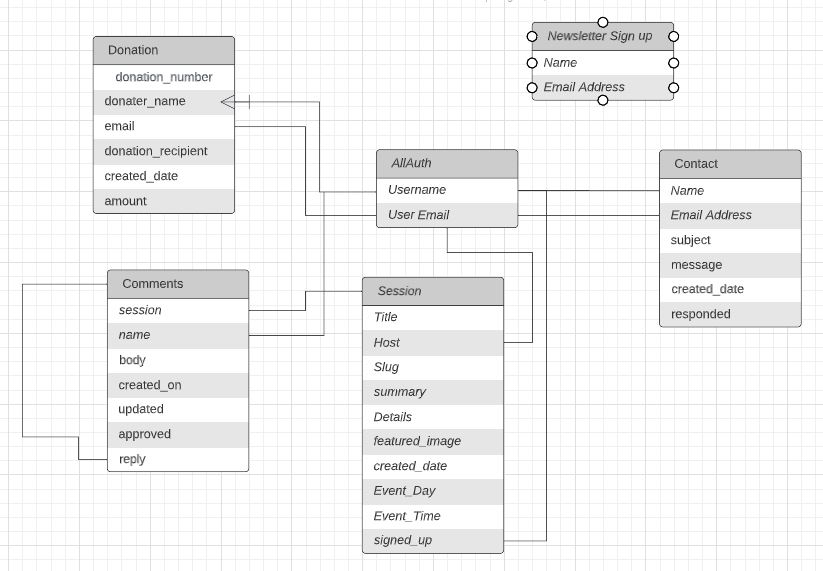 Donation
donation_number
donater_name
email
donation_recipient
created_date
amount
Newsletter Sign up
Name
Email Address
AllAuth
Username
User Email
Contact
Name
Email Address
subject
message
created_date
responded
Comments
session
name
body
created_on
updated
approved
reply
Session
Title
Host
Slug
summary
Details
featured_image
created_date
Event_Day
Event_Time
signed_up